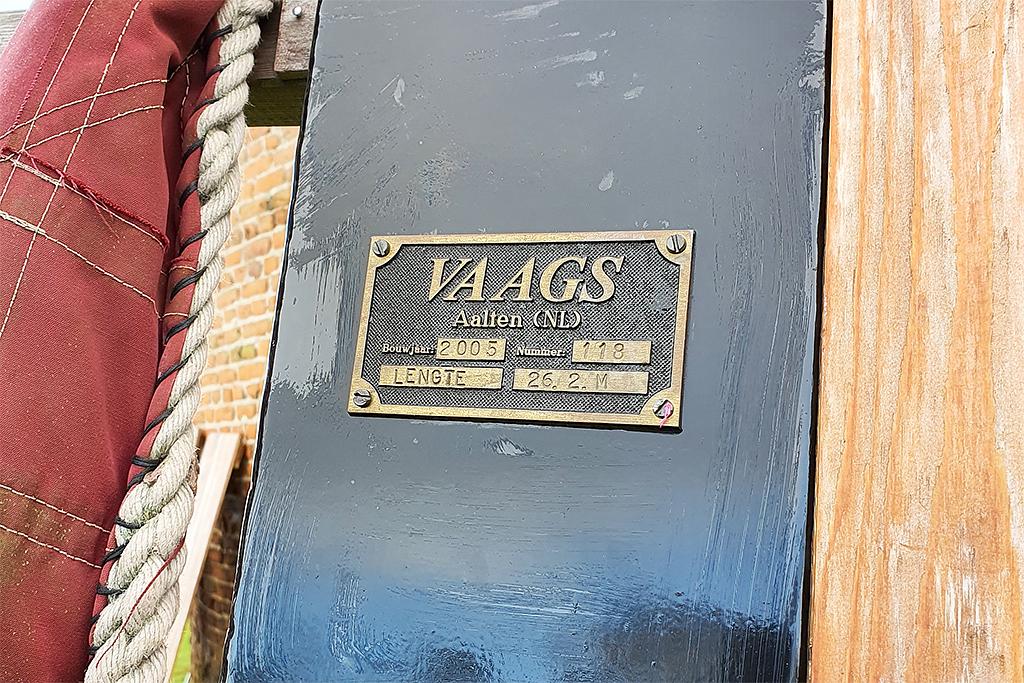 VAAGS
Aalten (NL)
Bouwjaar: 2005 Nummer: 118
LENGTE 26.2.M